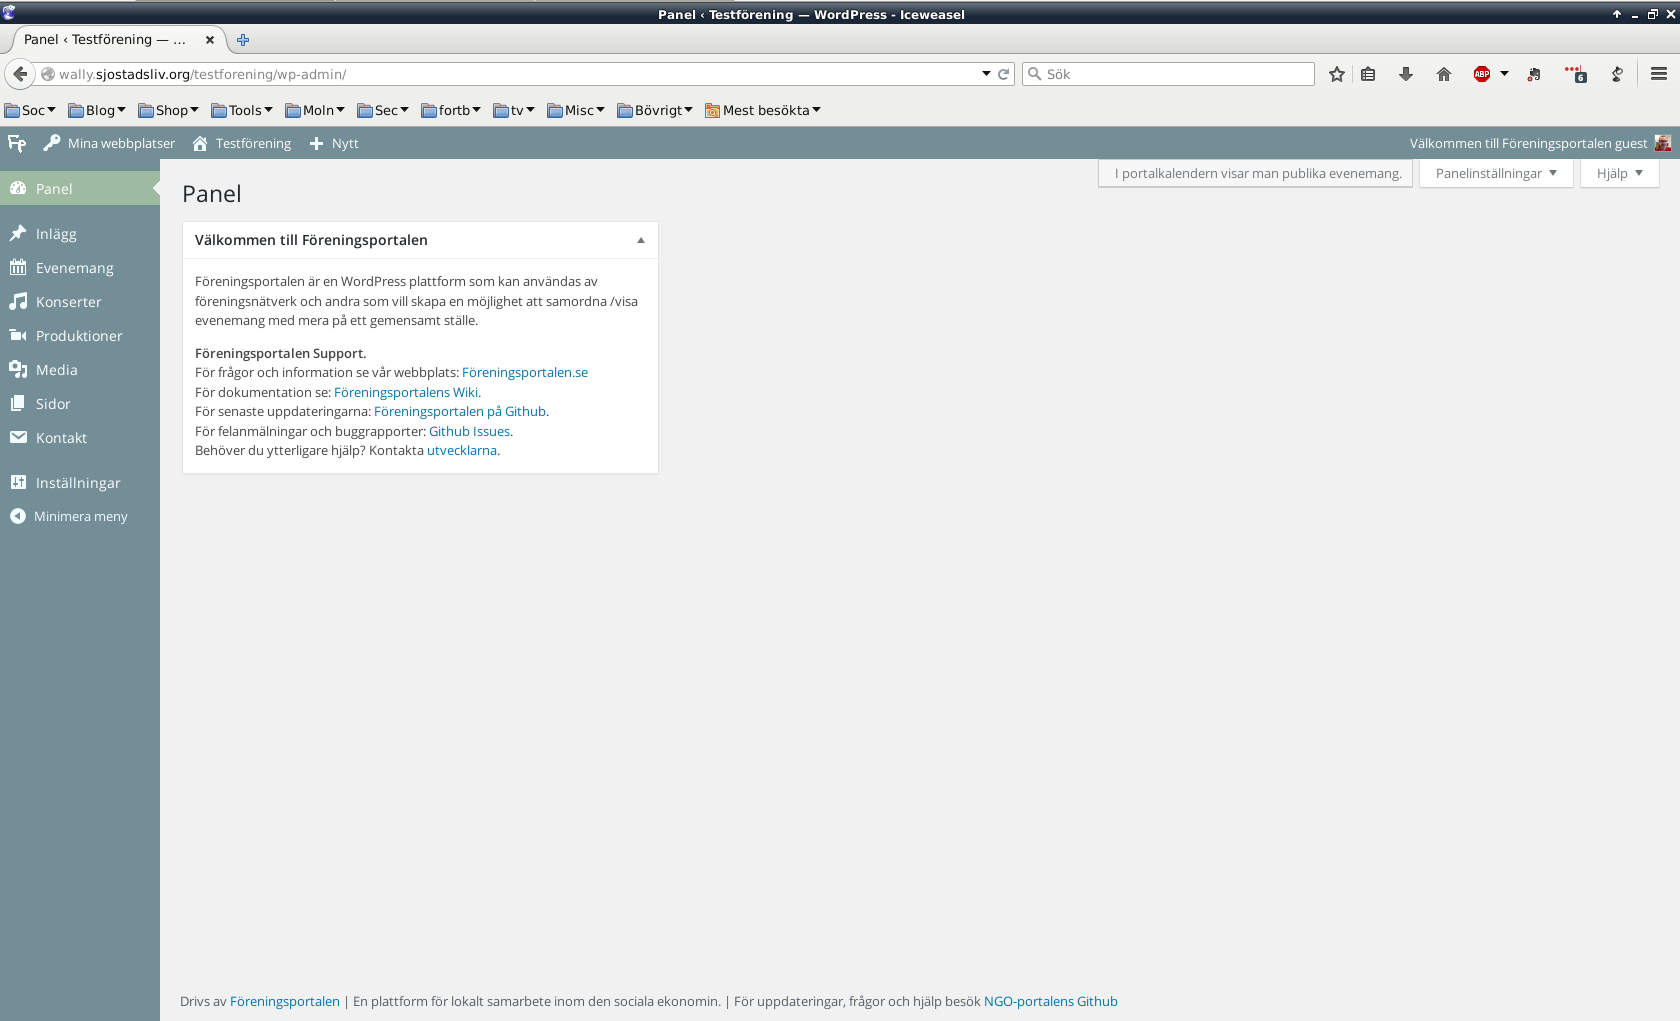 Panel ‹ Testförening — WordPress - Iceweasel
Panel ‹ Testförening — ...
wally.sjostadsliv.org/testforening/wp-admin/
Sök
ABP
6
Soc
Blog
Shop
Tools
Moln
Sec
fortb
tv
Misc
Bövrigt
Mest besökta
Mina webbplatser
Testförening
Nytt
Välkommen till Föreningsportalen guest
Panel
Inlägg
Evenemang
Konserter
Produktioner
Media
Sidor
Kontakt
Inställningar
Minimera meny
I portalkalendern visar man publika evenemang.
Panelinställningar
Hjälp
Panel
Välkommen till Föreningsportalen
Föreningsportalen är en WordPress plattform som kan användas av
föreningsnätverk och andra som vill skapa en möjlighet att samordna /visa
evenemang med mera på ett gemensamt ställe.
Föreningsportalen Support.
För frågor och information se vår webbplats: Föreningsportalen.se
För dokumentation se: Föreningsportalens Wiki.
För senaste uppdateringarna: Föreningsportalen på Github.
För felanmälningar och buggrapporter: Github Issues.
Behöver du ytterligare hjälp? Kontakta utvecklarna.
Drivs av Föreningsportalen | En plattform för lokalt samarbete inom den sociala ekonomin. | För uppdateringar, frågor och hjälp besök NGO-portalens Github